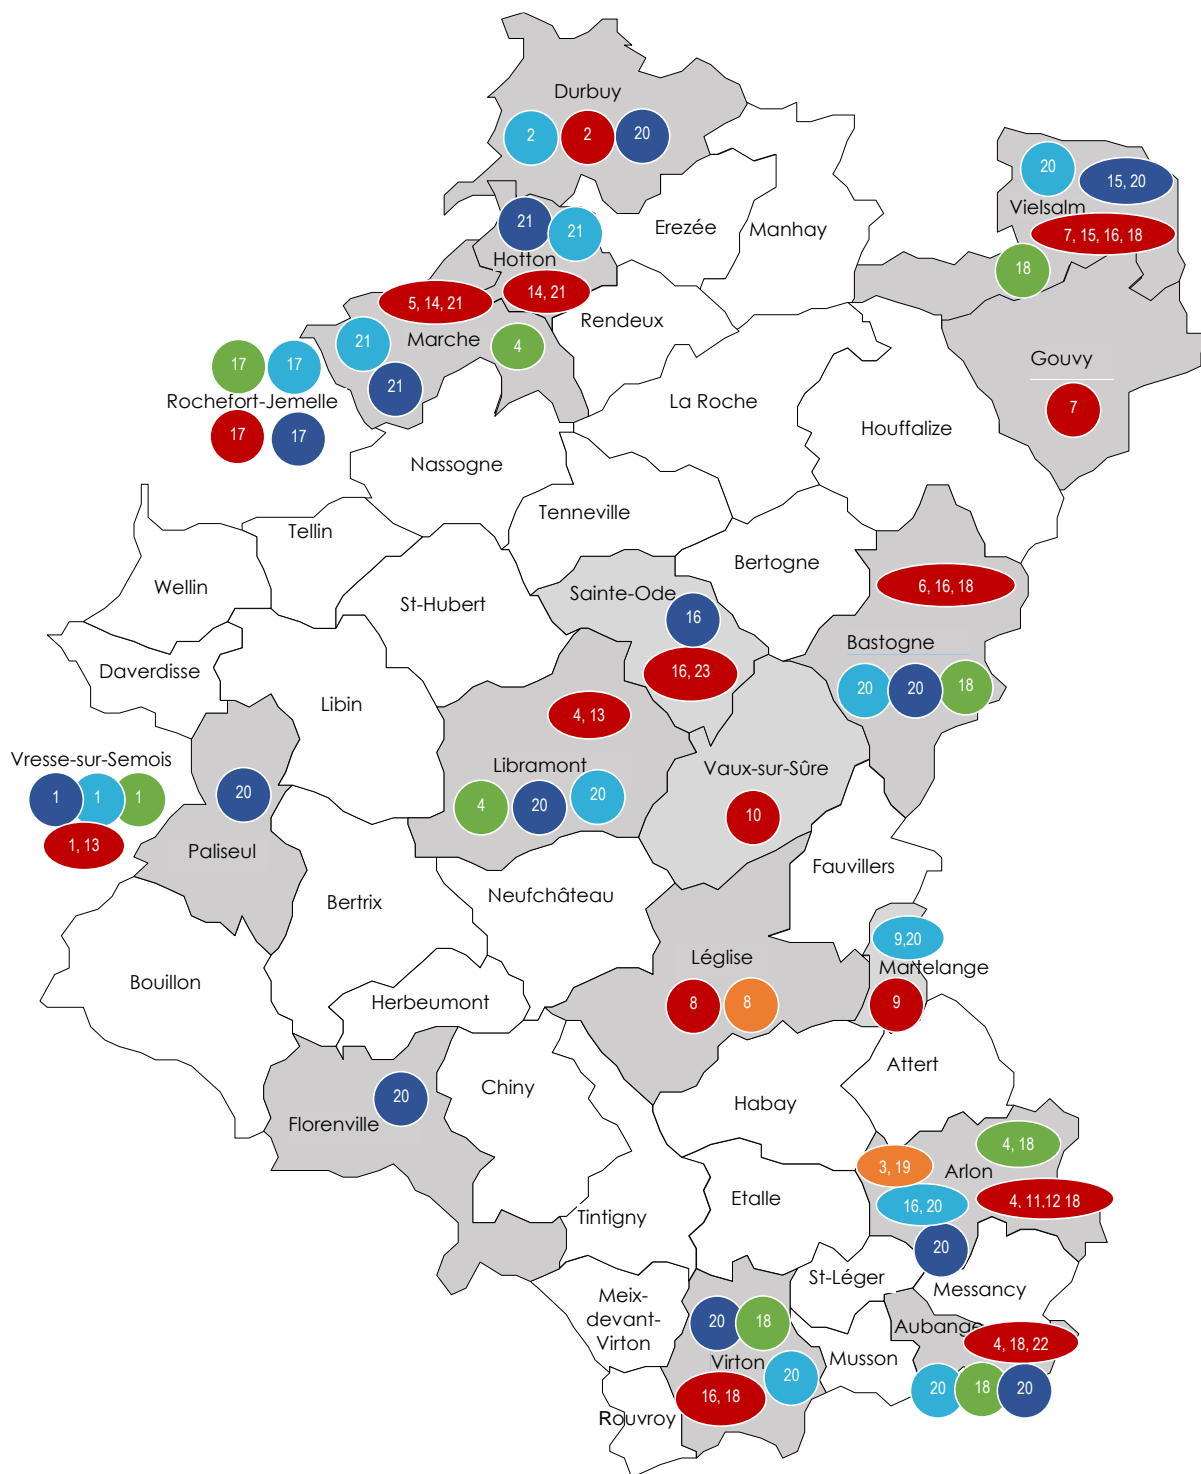 Durbuy
2
2
20
20
15, 20
Vielsalm
7, 15, 16, 18
18
21
21
Hotton
Erezée
Manhay
5, 14, 21
14, 21
Rendeux
21
Marche
4
21
Gouvy
7
17
17
Rochefort-Jemelle
17
17
La Roche
Houffalize
Nassogne
Tenneville
Tellin
Bertogne
Wellin
St-Hubert
Sainte-Ode
16
16, 23
6, 16, 18
Bastogne
20
20
18
Daverdisse
Libin
4, 13
Libramont
4
20
20
Vaux-sur-Sûre
10
Vresse-sur-Semois
1
1
1
1, 13
20
Paliseul
Fauvillers
Neufchâteau
Bertrix
9,20
Martelange
9
Léglise
8
8
Bouillon
Herbeumont
Attert
Chiny
Habay
20
Florenville
4, 18
3, 19
Arlon
16, 20
4, 11,12 18
20
Etalle
Tintigny
St-Léger
Messancy
Meix-
devant-
Virton
20
18
Virton
20
16, 18
Musson
Aubange
4, 18, 22
20
18
20
Rouvroy